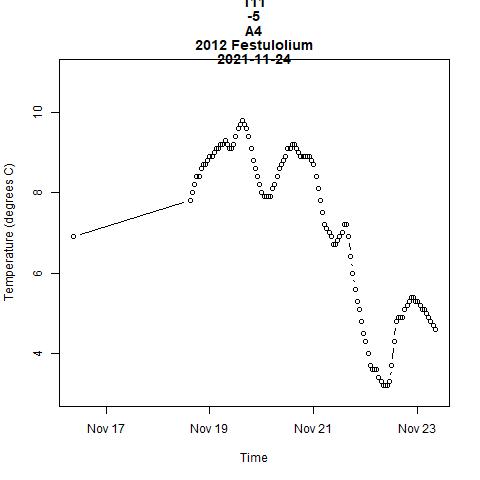 -5
A4
2012 Festulolium
2021-11-24
10
8
6
4
Temperature (degrees C)
Nov 17 Nov 19 Nov 21 Nov 23
Time